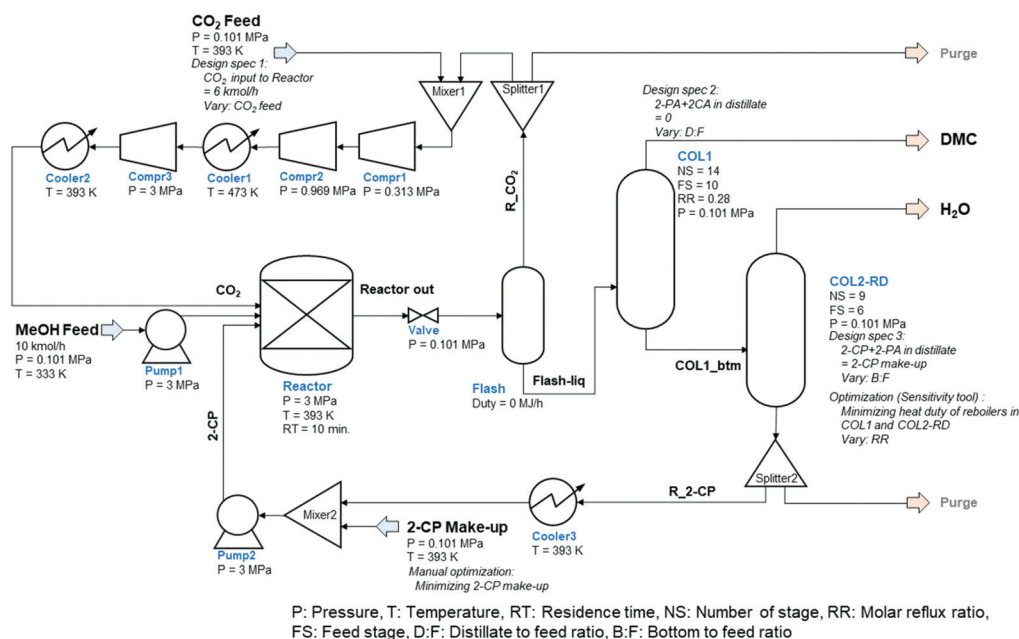 CO₂ Feed
P = 0.101 MPa
T = 393 K
Design spec 1:
CO₂ input to Reactor
= 6 kmol/h
Vary: CO₂ feed
Mixer1
Splitter1
Purge
Cooler2
T = 393 K
Compr3
P = 3 MPa
Cooler1
T = 473 K
Compr2
P = 0.969 MPa
Compr1
P = 0.313 MPa
R_CO₂
Design spec 2:
2-PA+2CA in distillate
= 0
Vary: D:F
DMC
COL1
NS = 14
FS = 10
RR = 0.28
P = 0.101 MPa
H₂O
CO₂
MeOH Feed
10 kmol/h
P = 0.101 MPa
T = 333 K
Pump1
P = 3 MPa
Reactor
P = 3 MPa
T = 393 K
RT = 10 min.
Reactor out
Valve
P = 0.101 MPa
Flash
Duty = 0 MJ/h
Flash-liq
COL1_btm
COL2-RD
NS = 9
FS = 6
P = 0.101 MPa
Design spec 3:
2-CP+2-PA in distillate
= 2-CP make-up
Vary: B:F
Optimization (Sensitivity tool) :
Minimizing heat duty of reboilers in
COL1 and COL2-RD
Vary: RR
2-CP
Splitter2
Purge
R_2-CP
Cooler3
T = 393 K
Mixer2
2-CP Make-up
P = 0.101 MPa
T = 393 K
Manual optimization:
Minimizing 2-CP make-up
Pump2
P = 3 MPa
P: Pressure, T: Temperature, RT: Residence time, NS: Number of stage, RR: Molar reflux ratio,
FS: Feed stage, D:F: Distillate to feed ratio, B:F: Bottom to feed ratio